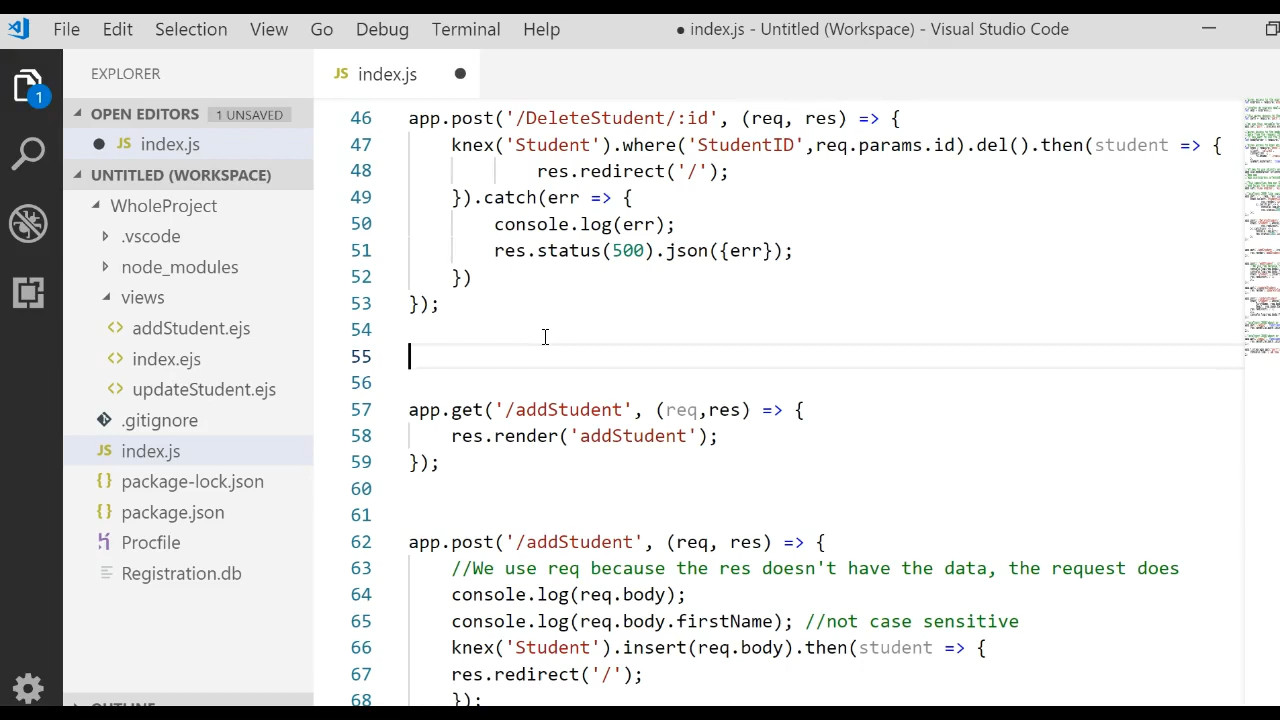 File Edit Selection View Go Debug Terminal Help ● index.js - Untitled (Workspace) - Visual Studio Code
EXPLORER
JS index.js
OPEN EDITORS 1 UNSAVED
JS index.js
UNTITLED (WORKSPACE)
WholeProject
.vscode
node_modules
views
<> addStudent.ejs
<> index.ejs
<> updateStudent.ejs
.gitignore
JS index.js
{} package-lock.json
{} package.json
Procfile
Registration.db
1
46 app.post('/DeleteStudent/:id', (req, res) => {
47 knex('Student').where('StudentID',req.params.id).del().then(student => {
48 res.redirect('/');
49 }).catch(err => {
50 console.log(err);
51 res.status(500).json({err});
52 })
53 });
54
55
56
57 app.get('/addStudent', (req,res) => {
58 res.render('addStudent');
59 });
60
61
62 app.post('/addStudent', (req, res) => {
63 //We use req because the res doesn't have the data, the request does
64 console.log(req.body);
65 console.log(req.body.firstName); //not case sensitive
66 knex('Student').insert(req.body).then(student => {
67 res.redirect('/');
68 });